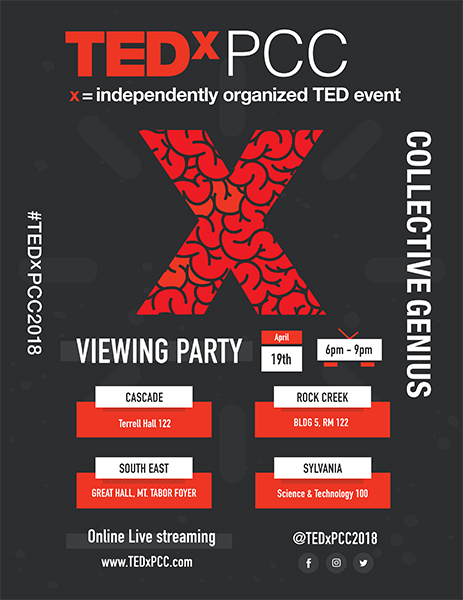 TEDxPCC
x = independently organized TED event
COLLECTIVE GENIUS
#TEDxPCC2018
VIEWING PARTY
April
19th
6pm - 9pm
CASCADE
Terrell Hall 122
ROCK CREEK
BLDG 5, RM 122
SOUTH EAST
GREAT HALL, MT. TABOR FOYER
SYLVANIA
Science & Technology 100
Online Live streaming
www.TEDxPCC.com
@TEDxPCC2018